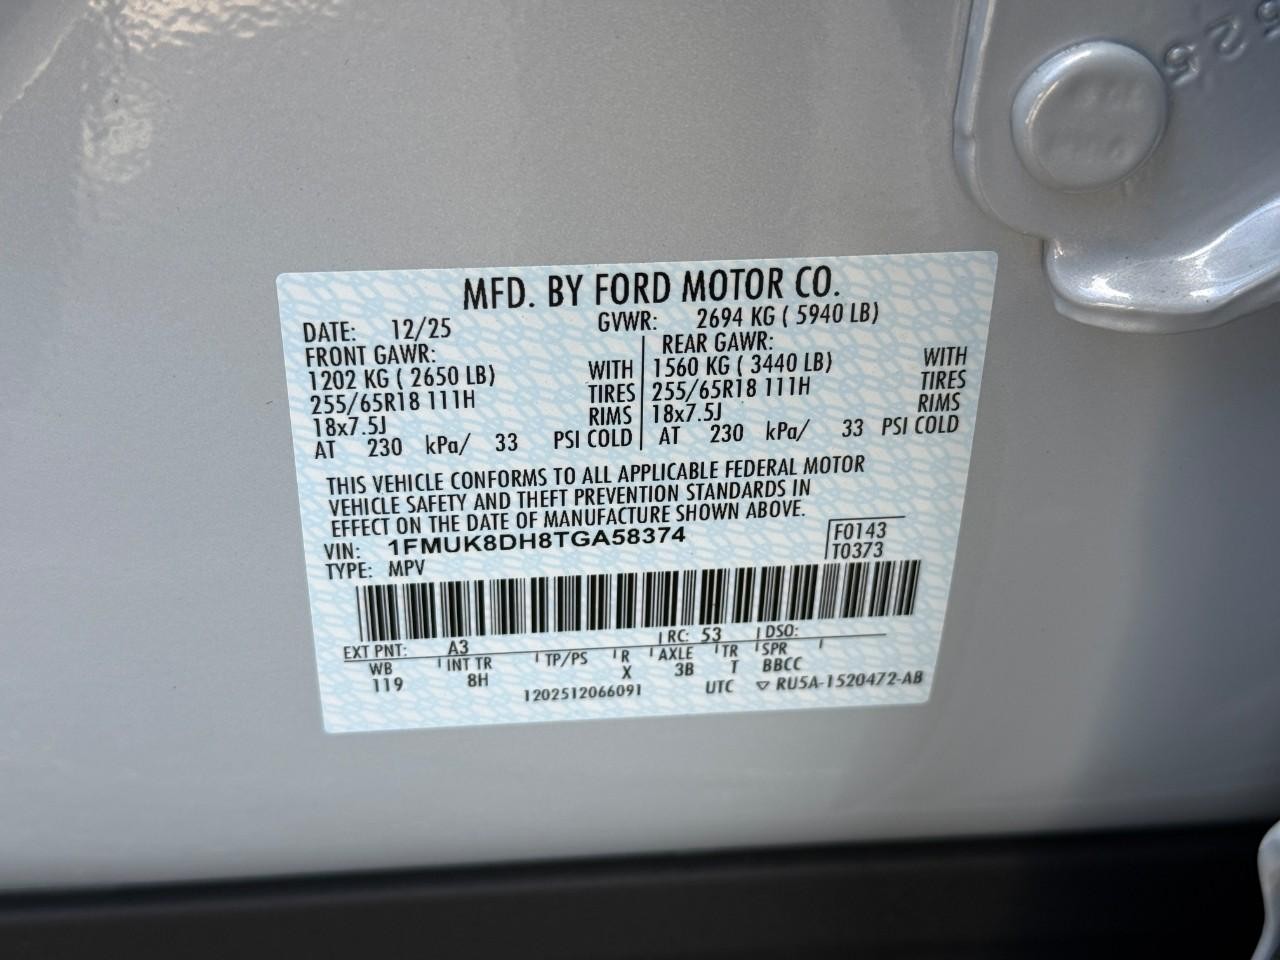 525
MFD. BY FORD MOTOR CO.
DATE: 12/25 GVWR: 2694 KG ( 5940 LB)
FRONT GAWR: REAR GAWR:
1202 KG ( 2650 LB) WITH 1560 KG ( 3440 LB) WITH
255/65R18 111H TIRES 255/65R18 111H TIRES
18x7.5J RIMS 18x7.5J RIMS
AT 230 kPa/ 33 PSI COLD AT 230 kPa/ 33 PSI COLD
THIS VEHICLE CONFORMS TO ALL APPLICABLE FEDERAL MOTOR
VEHICLE SAFETY AND THEFT PREVENTION STANDARDS IN
EFFECT ON THE DATE OF MANUFACTURE SHOWN ABOVE.
VIN: 1FMUK8DH8TGA58374 F0143
TYPE: MPV T0373
EXT PNT: A3 RC: 53 DSO:
WB INT TR TP/PS R AXLE TR SPR
119 8H X 3B T BBCC
1202512066091 UTC ▽ RU5A-1520472-AB